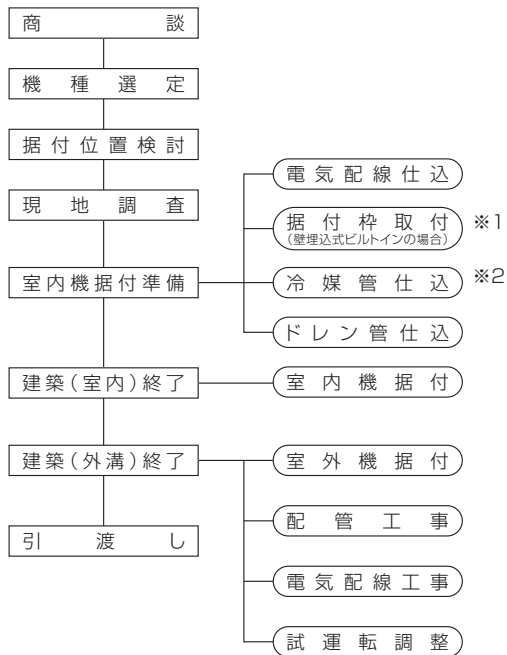 商談
機種選定
据付位置検討
現地調査
室内機据付準備
電気配線仕込
据付枠取付 ※1
(壁埋込式ビルトインの場合)
冷媒管仕込 ※2
ドレン管仕込
建築(室内)終了
室内機据付
建築(外溝)終了
室外機据付
配管工事
引渡し
電気配線工事
試運転調整